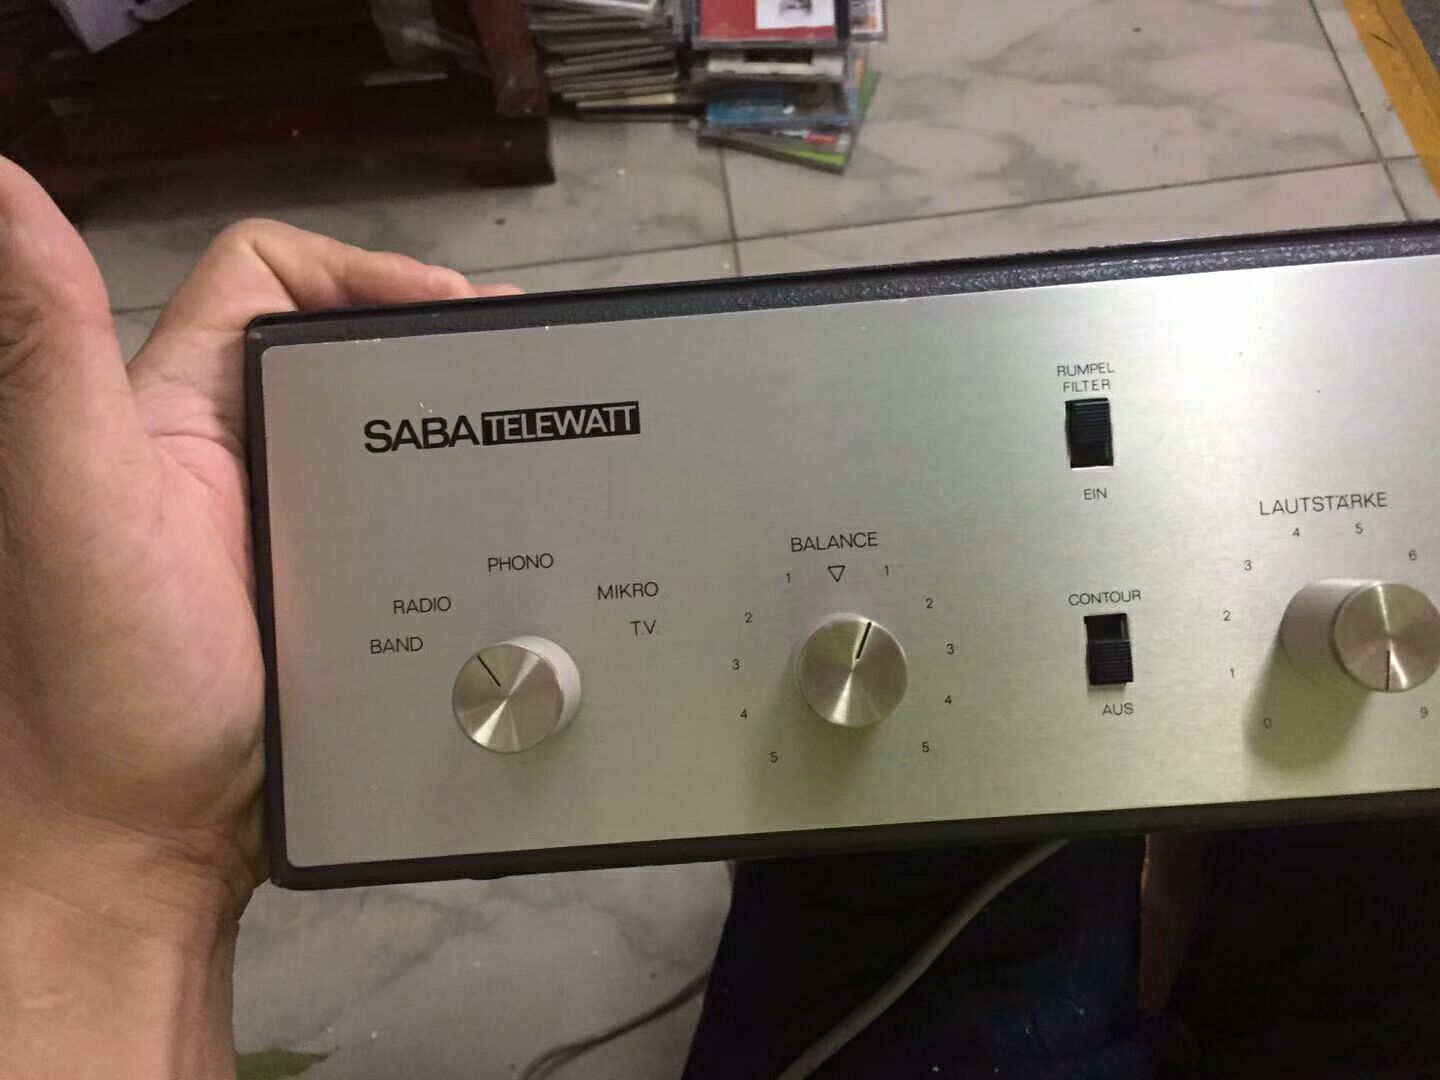 SABA TELEWATT
RUMPEL
FILTER
EIN
PHONO
RADIO
MIKRO
BAND
T.V.
BALANCE
1 ▽ 1
2 2
3 3
4 4
5 5
CONTOUR
AUS
LAUTSTÄRKE
4 5
3 6
2
1
0 9